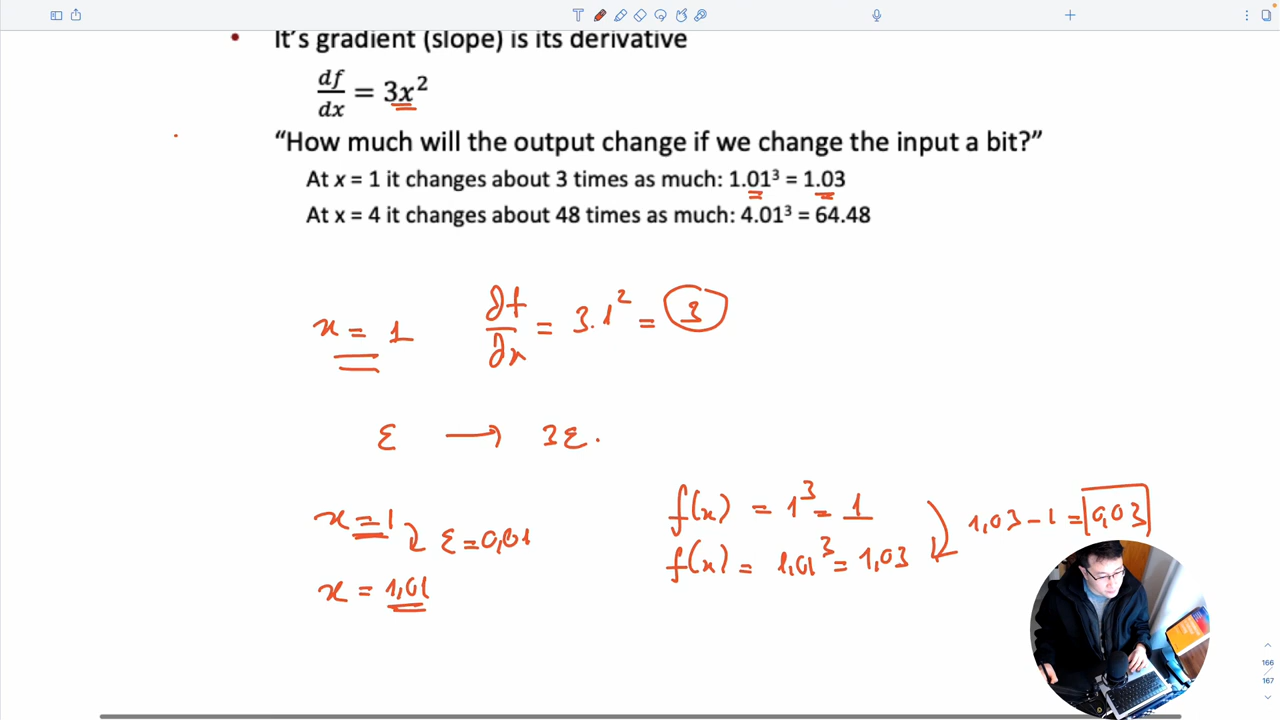 It's gradient (slope) is its derivative
df/dx = 3x²
“How much will the output change if we change the input a bit?”
At x = 1 it changes about 3 times as much: 1.01³ = 1.03
At x = 4 it changes about 48 times as much: 4.01³ = 64.48
x = 1 ∂f/∂x = 3.1² = 3
ε → 3ε.
x = 1 ε = 0,01 f(x) = 1³ = 1 1,03 - 1 = 0,03
x = 1,01 f(x) = 1,01³ = 1,03
166
167